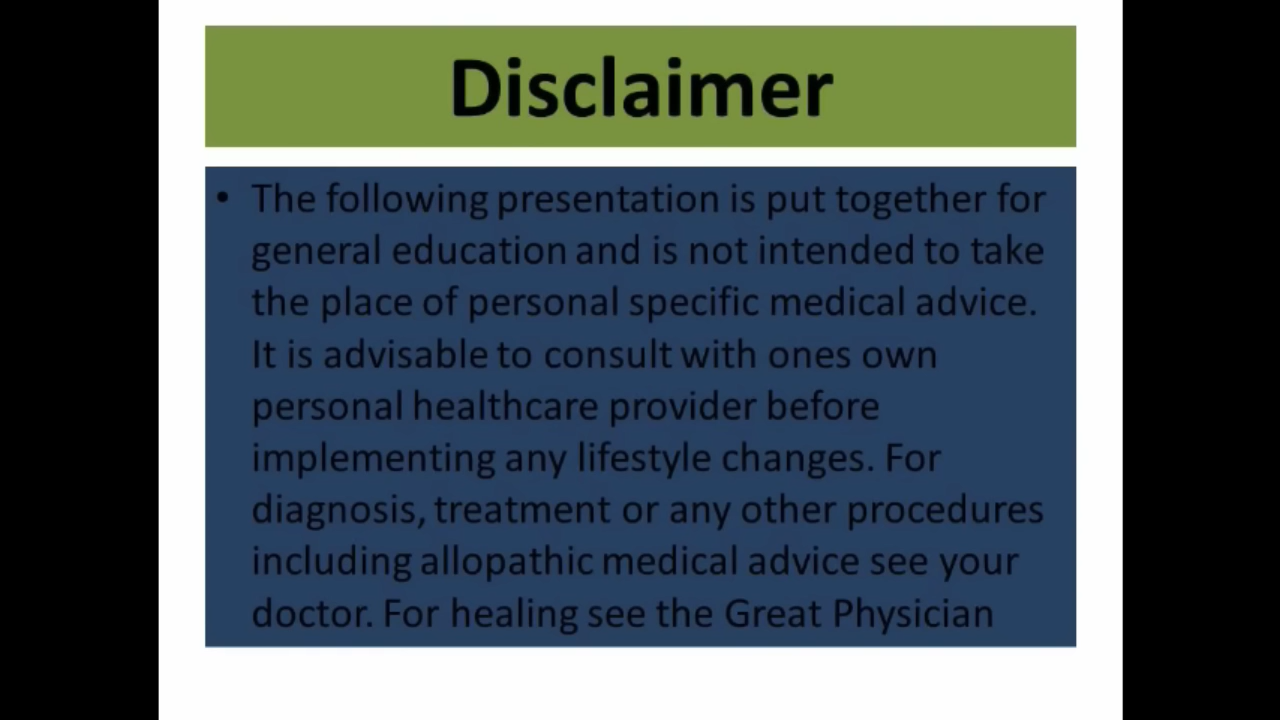 Disclaimer
• The following presentation is put together for
general education and is not intended to take
the place of personal specific medical advice.
It is advisable to consult with ones own
personal healthcare provider before
implementing any lifestyle changes. For
diagnosis, treatment or any other procedures
including allopathic medical advice see your
doctor. For healing see the Great Physician